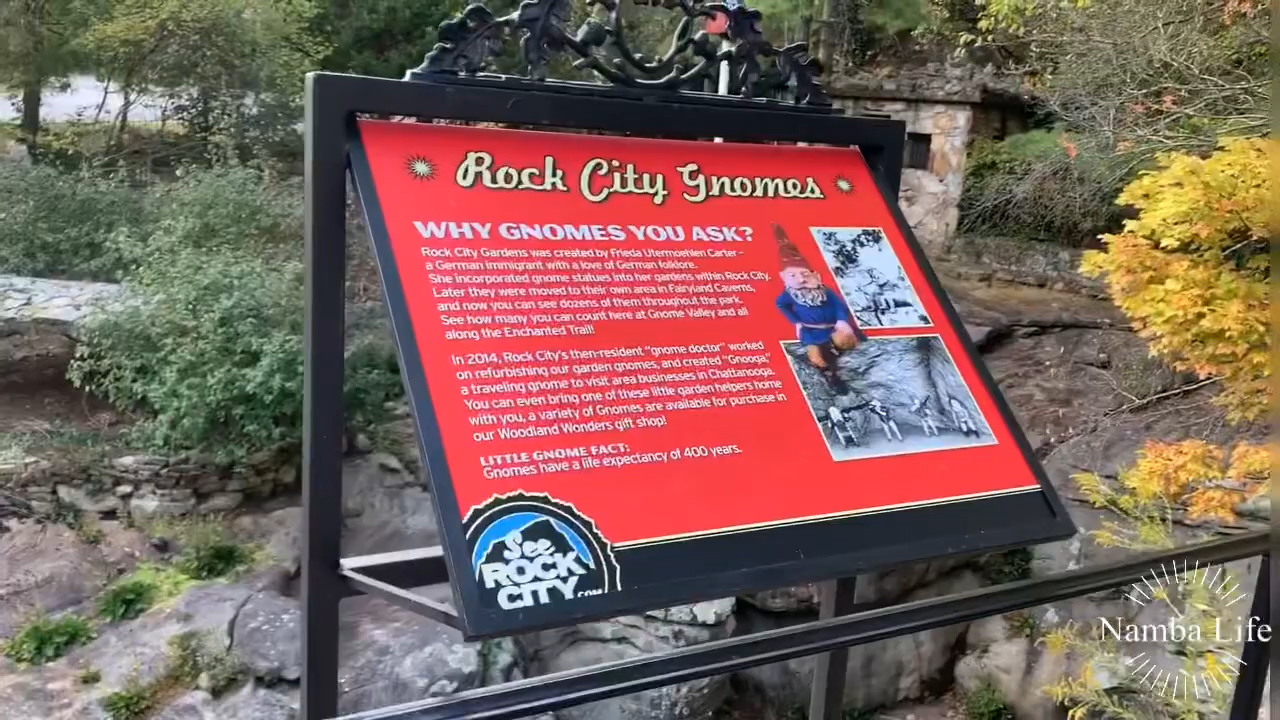 Rock City Gnomes
WHY GNOMES YOU ASK?
Rock City Gardens was created by Frieda Utermoehlen Carter –
a German immigrant with a love of German folklore.
She incorporated gnome statues into her gardens within Rock City.
Later they were moved to their own area in Fairyland Caverns,
and now you can see dozens of them throughout the park.
See how many you can count here at Gnome Valley and all
along the Enchanted Trail!
In 2014, Rock City's then-resident "gnome doctor" worked
on refurbishing our garden gnomes, and created "Gnooga,"
a traveling gnome to visit area businesses in Chattanooga.
You can even bring one of these little garden helpers home
with you, a variety of Gnomes are available for purchase in
our Woodland Wonders gift shop!
LITTLE GNOME FACT:
Gnomes have a life expectancy of 400 years.
See
ROCK
CITY.COM
Namba Life